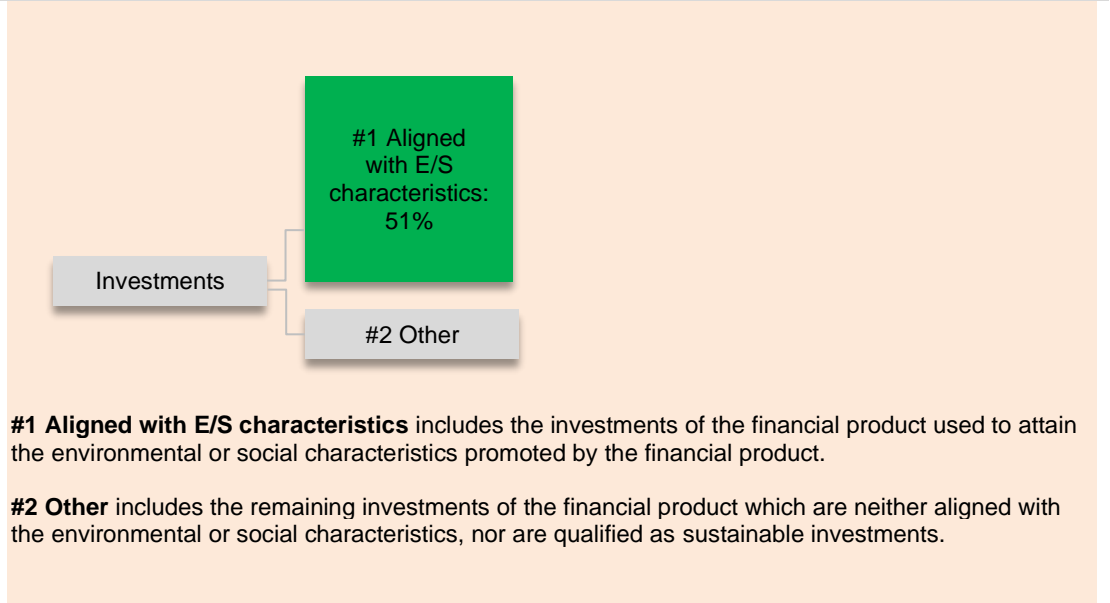 #1 Aligned
with E/S
characteristics:
51%
Investments
#2 Other
#1 Aligned with E/S characteristics includes the investments of the financial product used to attain
the environmental or social characteristics promoted by the financial product.
#2 Other includes the remaining investments of the financial product which are neither aligned with
the environmental or social characteristics, nor are qualified as sustainable investments.